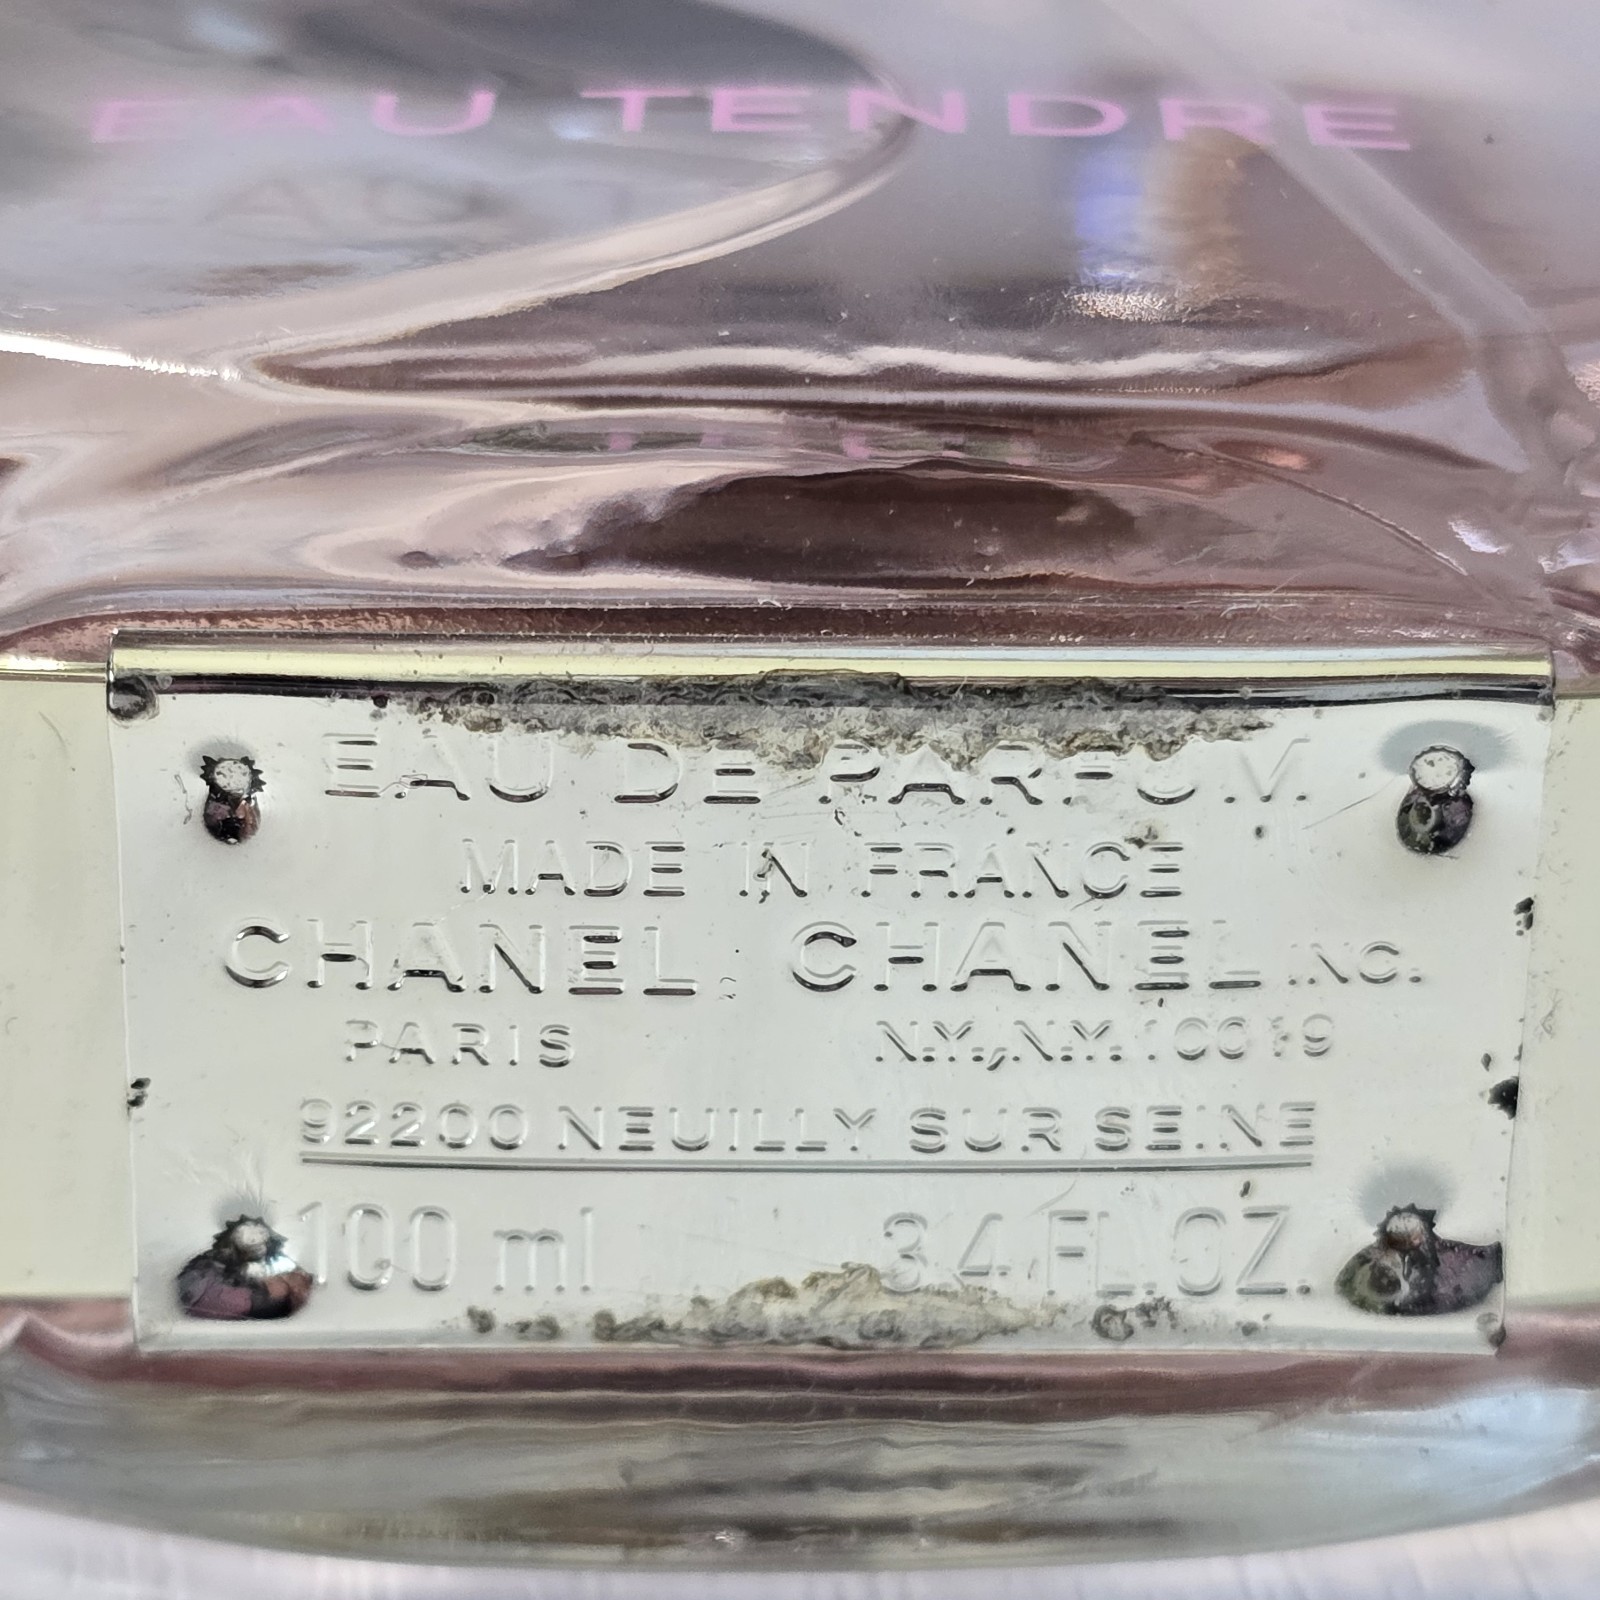 EAU TENDRE
EAU DE PARFUM
MADE IN FRANCE
CHANEL CHANEL INC.
PARIS N.Y., N.Y. 10019
92200 NEUILLY SUR SEINE
100 ml 3.4 FL. OZ.